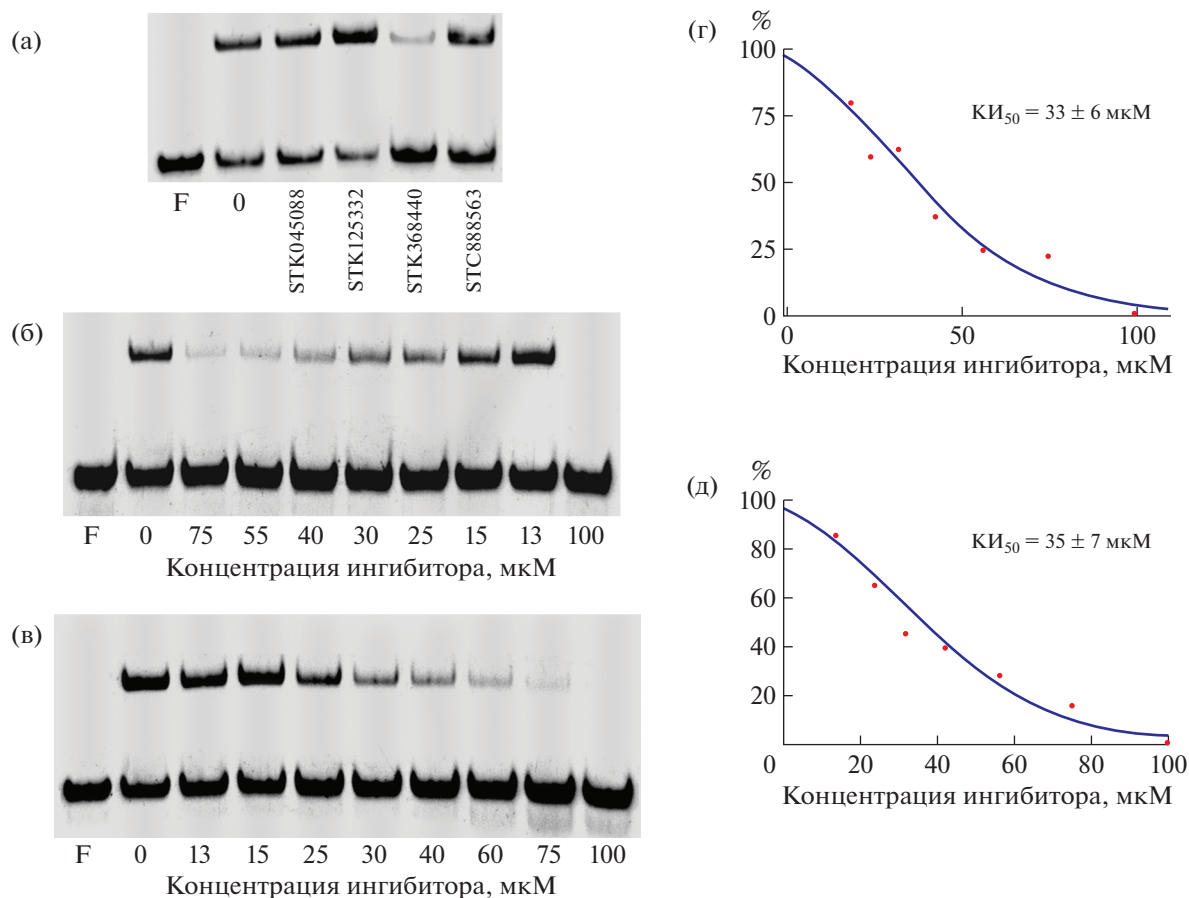 (а)
F 0 STK045088 STK125332 STK368440 STC888563
(б)
F 0 75 55 40 30 25 15 13 100
Концентрация ингибитора, мкМ
(в)
F 0 13 15 25 30 40 60 75 100
Концентрация ингибитора, мкМ
(г)
%
100
КИ₅₀ = 33 ± 6 мкМ
75
50
25
0
0 50 100
Концентрация ингибитора, мкМ
(д)
%
100
КИ₅₀ = 35 ± 7 мкМ
80
60
40
20
0 20 40 60 80 100
Концентрация ингибитора, мкМ